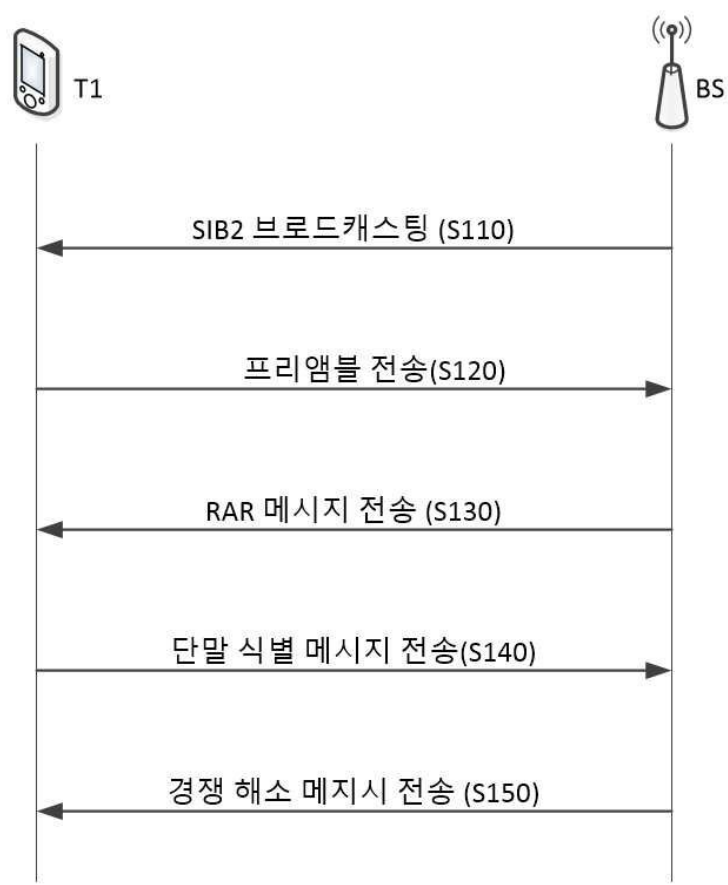 T1
BS
SIB2 브로드캐스팅 (S110)
프리앰블 전송(S120)
RAR 메시지 전송 (S130)
단말 식별 메시지 전송(S140)
경쟁 해소 메지시 전송 (S150)